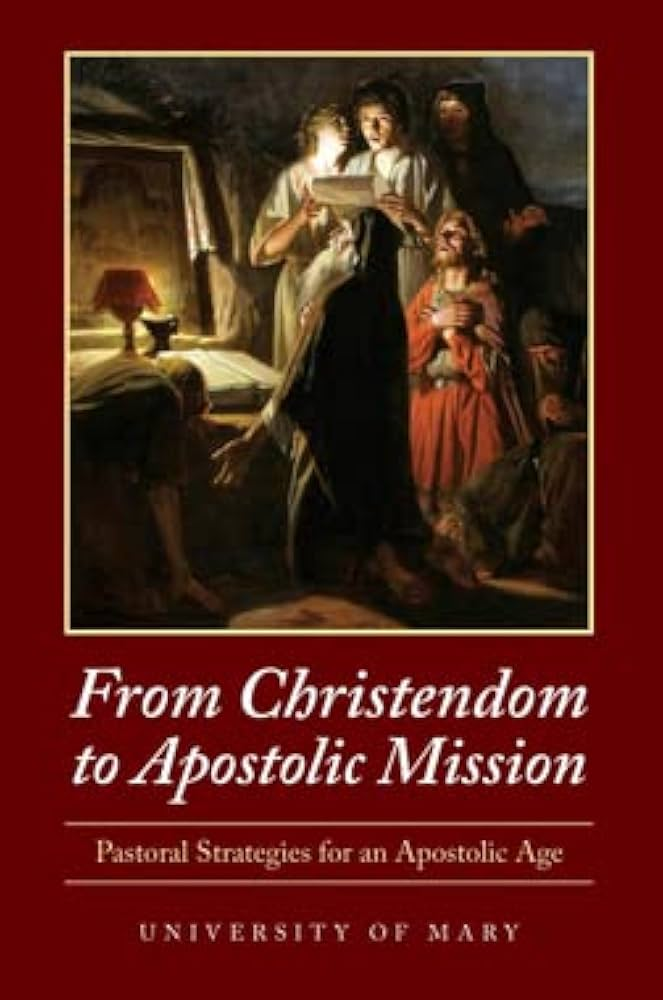 From Christendom
to Apostolic Mission
Pastoral Strategies for an Apostolic Age
UNIVERSITY OF MARY